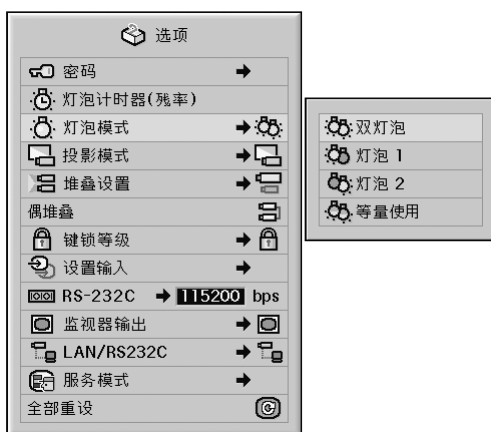 选项
密码
灯泡计时器(残率)
灯泡模式
投影模式
堆叠设置
偶堆叠
键锁等级
设置输入
RS-232C 115200 bps
监视器输出
LAN/RS232C
服务模式
全部重设
双灯泡
灯泡 1
灯泡 2
等量使用